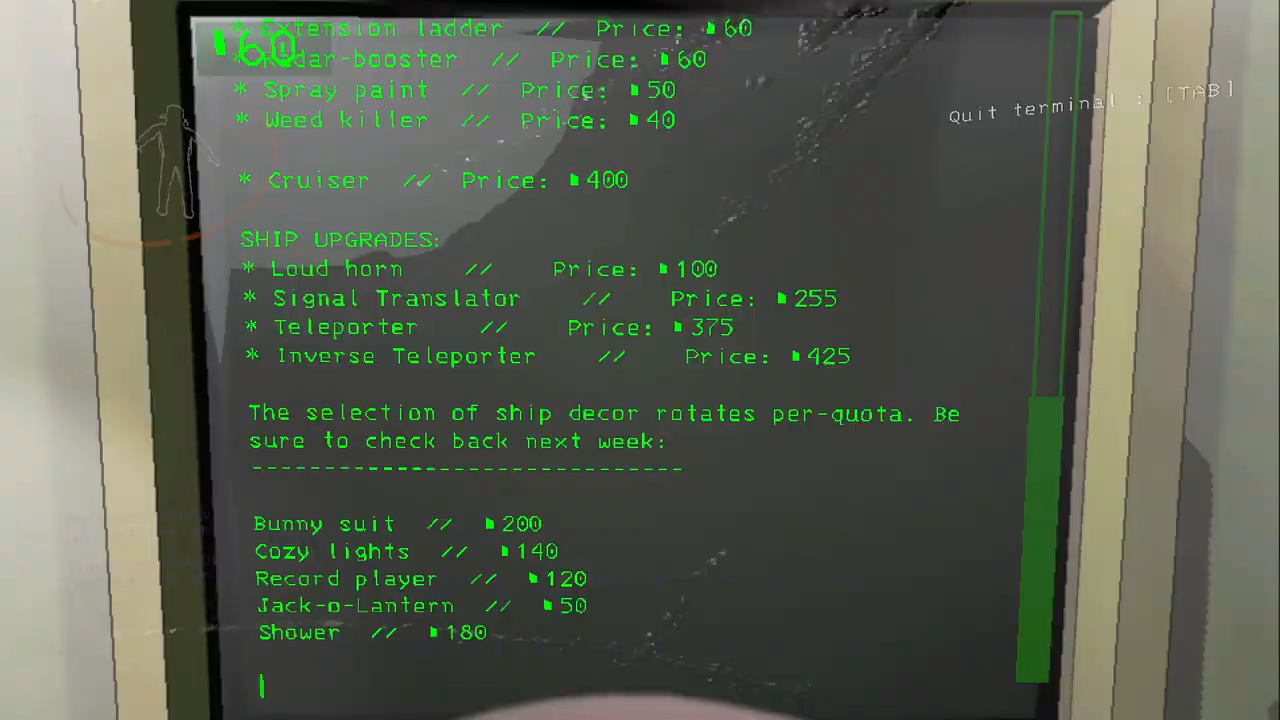 * Extension ladder // Price: ▮60
▮60
* Radar-booster // Price: ▮60
* Spray paint // Price: ▮50
Quit terminal : [TAB]
* Weed killer // Price: ▮40
* Cruiser // Price: ▮400
SHIP UPGRADES:
* Loud horn // Price: ▮100
* Signal Translator // Price: ▮255
* Teleporter // Price: ▮375
* Inverse Teleporter // Price: ▮425
The selection of ship decor rotates per-quota. Be
sure to check back next week:
------------------------------
Bunny suit // ▮200
Cozy lights // ▮140
Record player // ▮120
Jack-o-Lantern // ▮50
Shower // ▮180